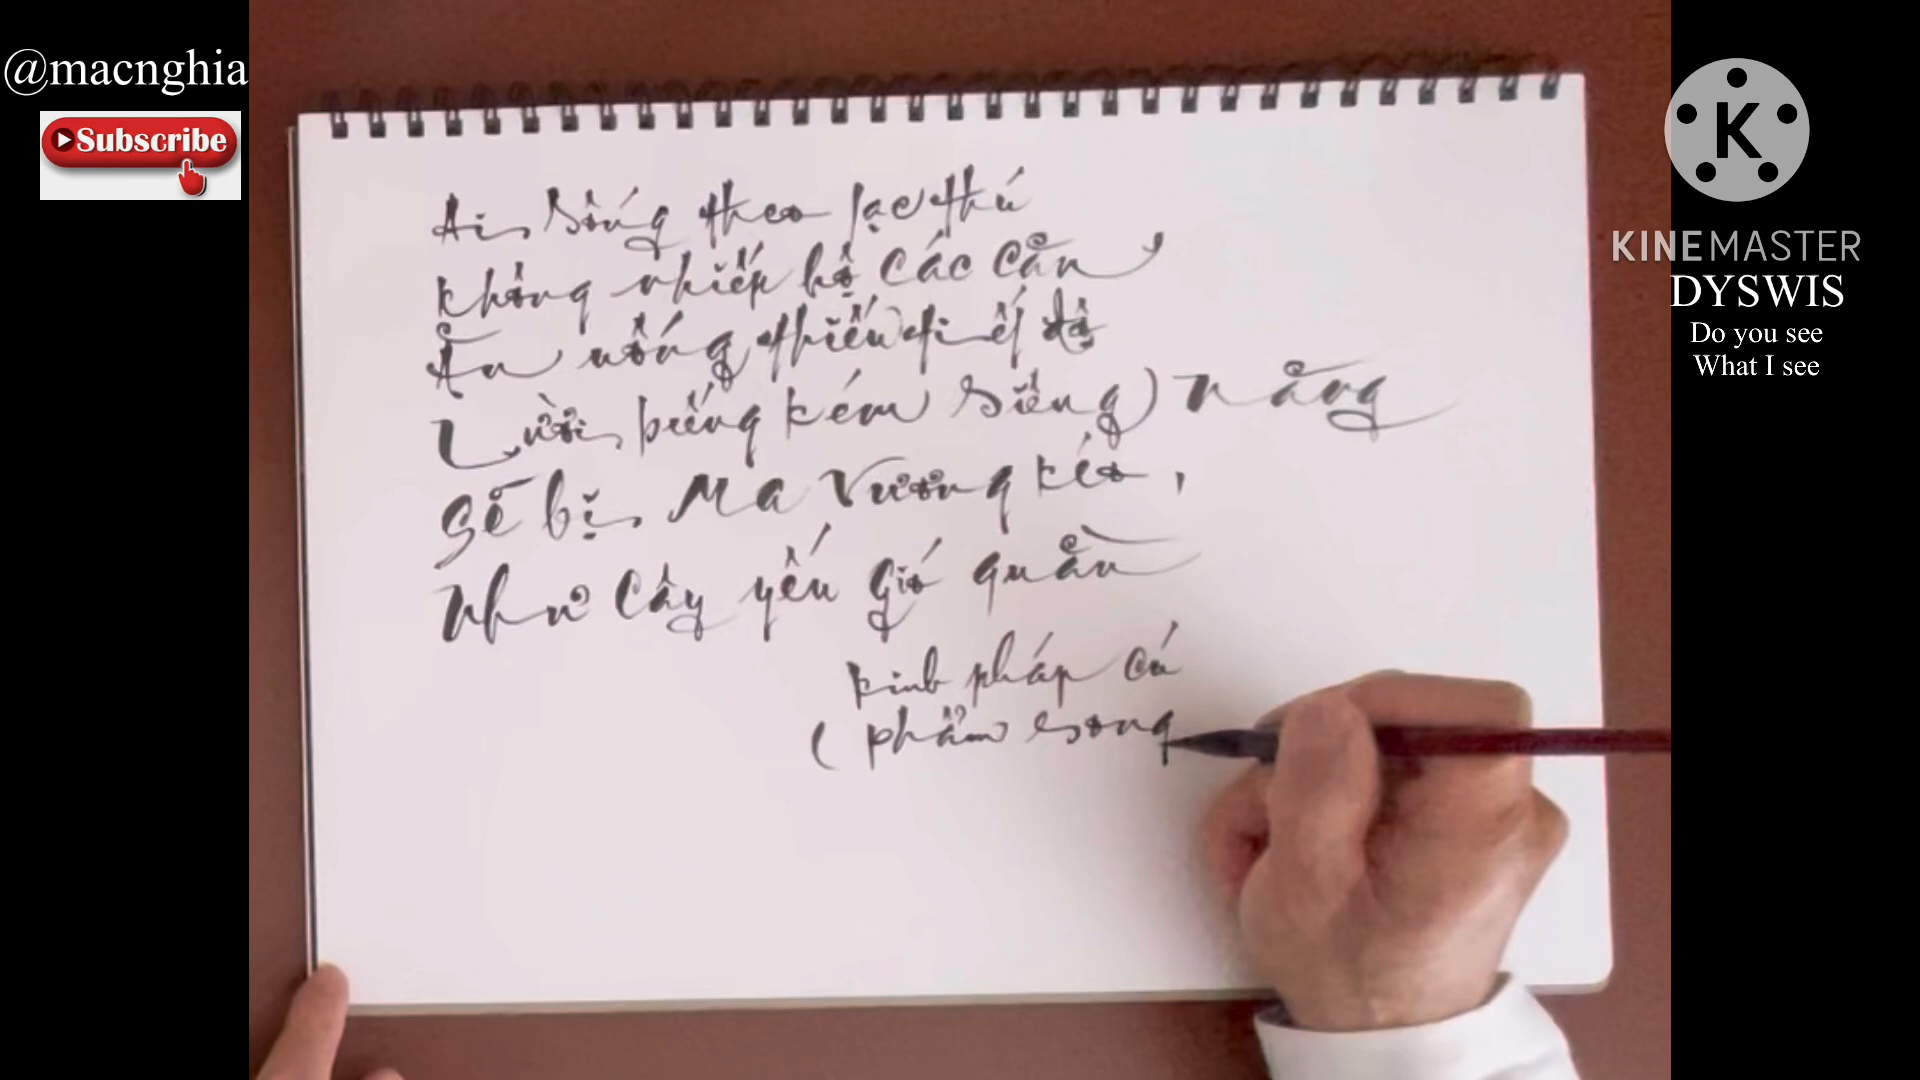 @macnghia
Subscribe
Ai sống theo lạc thú
không nhiếp hộ các căn
Ăn uống thiếu tiết độ
Lười biếng kém siêng năng
Sẽ bị Ma Vương kéo,
Như cây yếu gió quằn
kinh pháp cú
( phẩm song
K
KINEMASTER
DYSWIS
Do you see
What I see